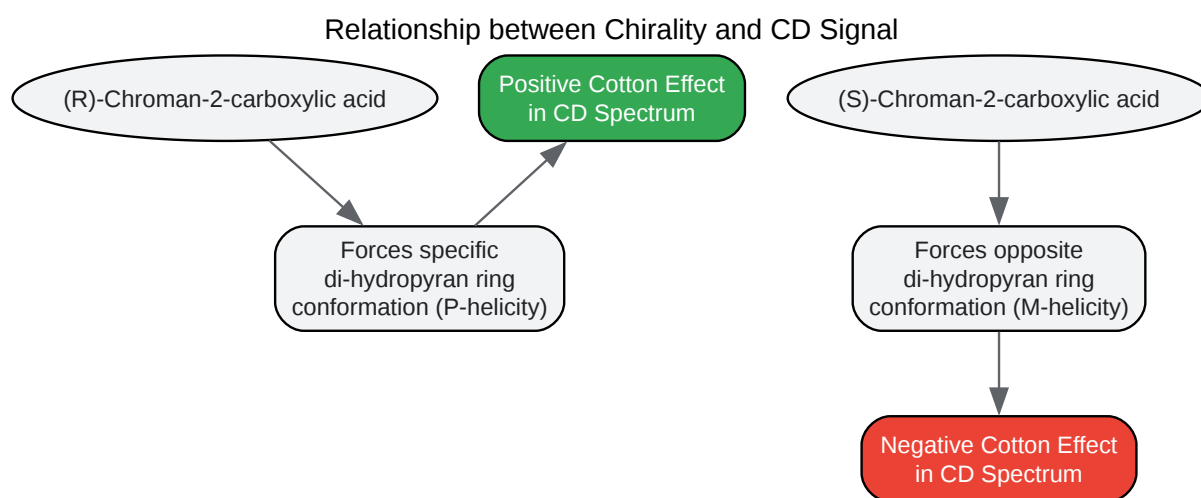 Relationship between Chirality and CD Signal
(R)-Chroman-2-carboxylic acid
Positive Cotton Effect
in CD Spectrum
(S)-Chroman-2-carboxylic acid
Forces specific
di-hydropyran ring
conformation (P-helicity)
Forces opposite
di-hydropyran ring
conformation (M-helicity)
Negative Cotton Effect
in CD Spectrum